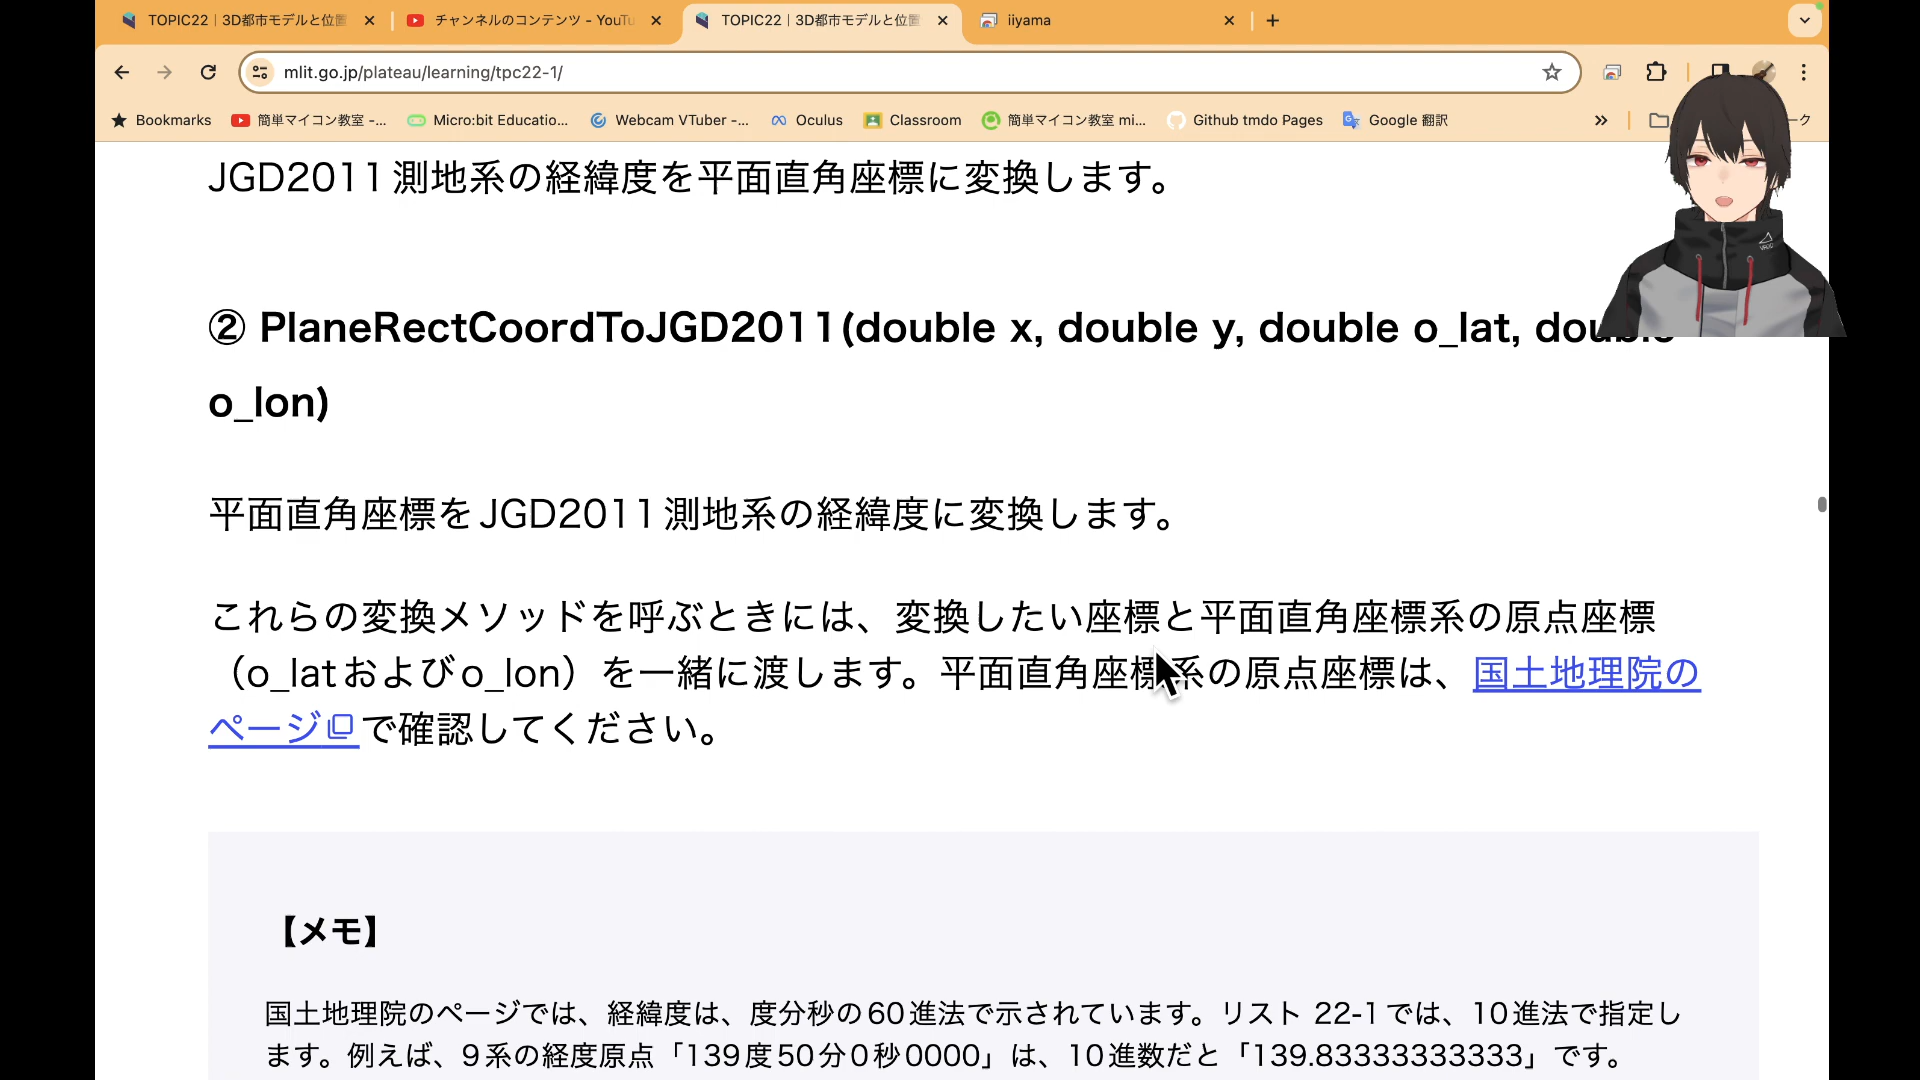 TOPIC22｜3D都市モデルと位置
チャンネルのコンテンツ - YouTu
TOPIC22｜3D都市モデルと位置
iiyama
mlit.go.jp/plateau/learning/tpc22-1/
Bookmarks
簡単マイコン教室 -...
Micro:bit Educatio...
Webcam VTuber -...
Oculus
Classroom
簡単マイコン教室 mi...
Github tmdo Pages
Google 翻訳
ーク
JGD2011測地系の経緯度を平面直角座標に変換します。
② PlaneRectCoordToJGD2011(double x, double y, double o_lat, double
o_lon)
平面直角座標をJGD2011測地系の経緯度に変換します。
これらの変換メソッドを呼ぶときには、変換したい座標と平面直角座標系の原点座標
（o_latおよびo_lon）を一緒に渡します。平面直角座標系の原点座標は、国土地理院の
ページで確認してください。
【メモ】
国土地理院のページでは、経緯度は、度分秒の60進法で示されています。リスト 22-1では、10進法で指定し
ます。例えば、9系の経度原点「139度50分0秒0000」は、10進数だと「139.83333333333」です。